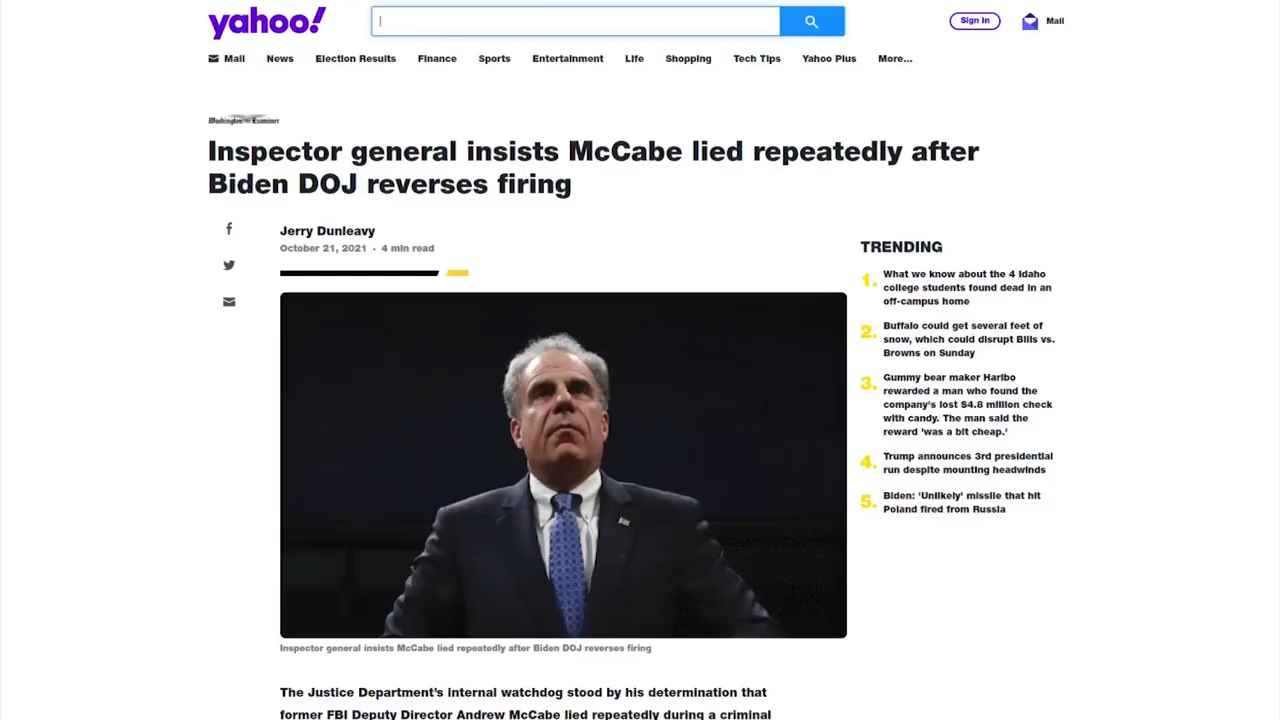 yahoo!
Sign in
Mail
Mail News Election Results Finance Sports Entertainment Life Shopping Tech Tips Yahoo Plus More...
Washington Examiner
Inspector general insists McCabe lied repeatedly after
Biden DOJ reverses firing
Jerry Dunleavy
October 21, 2021 · 4 min read
Inspector general insists McCabe lied repeatedly after Biden DOJ reverses firing
The Justice Department's internal watchdog stood by his determination that
former FBI Deputy Director Andrew McCabe lied repeatedly during a criminal
TRENDING
1. What we know about the 4 Idaho
college students found dead in an
off-campus home
2. Buffalo could get several feet of
snow, which could disrupt Bills vs.
Browns on Sunday
3. Gummy bear maker Haribo
rewarded a man who found the
company's lost $4.8 million check
with candy. The man said the
reward 'was a bit cheap.'
4. Trump announces 3rd presidential
run despite mounting headwinds
5. Biden: 'Unlikely' missile that hit
Poland fired from Russia